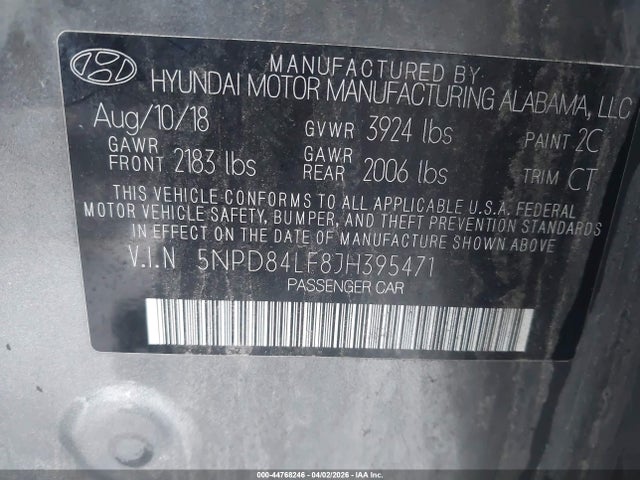 MANUFACTURED BY
HYUNDAI MOTOR MANUFACTURING ALABAMA, LLC
Aug/10/18 GVWR 3924 lbs PAINT 2C
GAWR FRONT 2183 lbs GAWR REAR 2006 lbs TRIM CT
THIS VEHICLE CONFORMS TO ALL APPLICABLE U.S.A. FEDERAL
MOTOR VEHICLE SAFETY, BUMPER, AND THEFT PREVENTION STANDARDS
IN EFFECT ON THE DATE OF MANUFACTURE SHOWN ABOVE.
V.I.N 5NPD84LF8JH395471
PASSENGER CAR
000-44768246 - 04/02/2026 - IAA Inc.